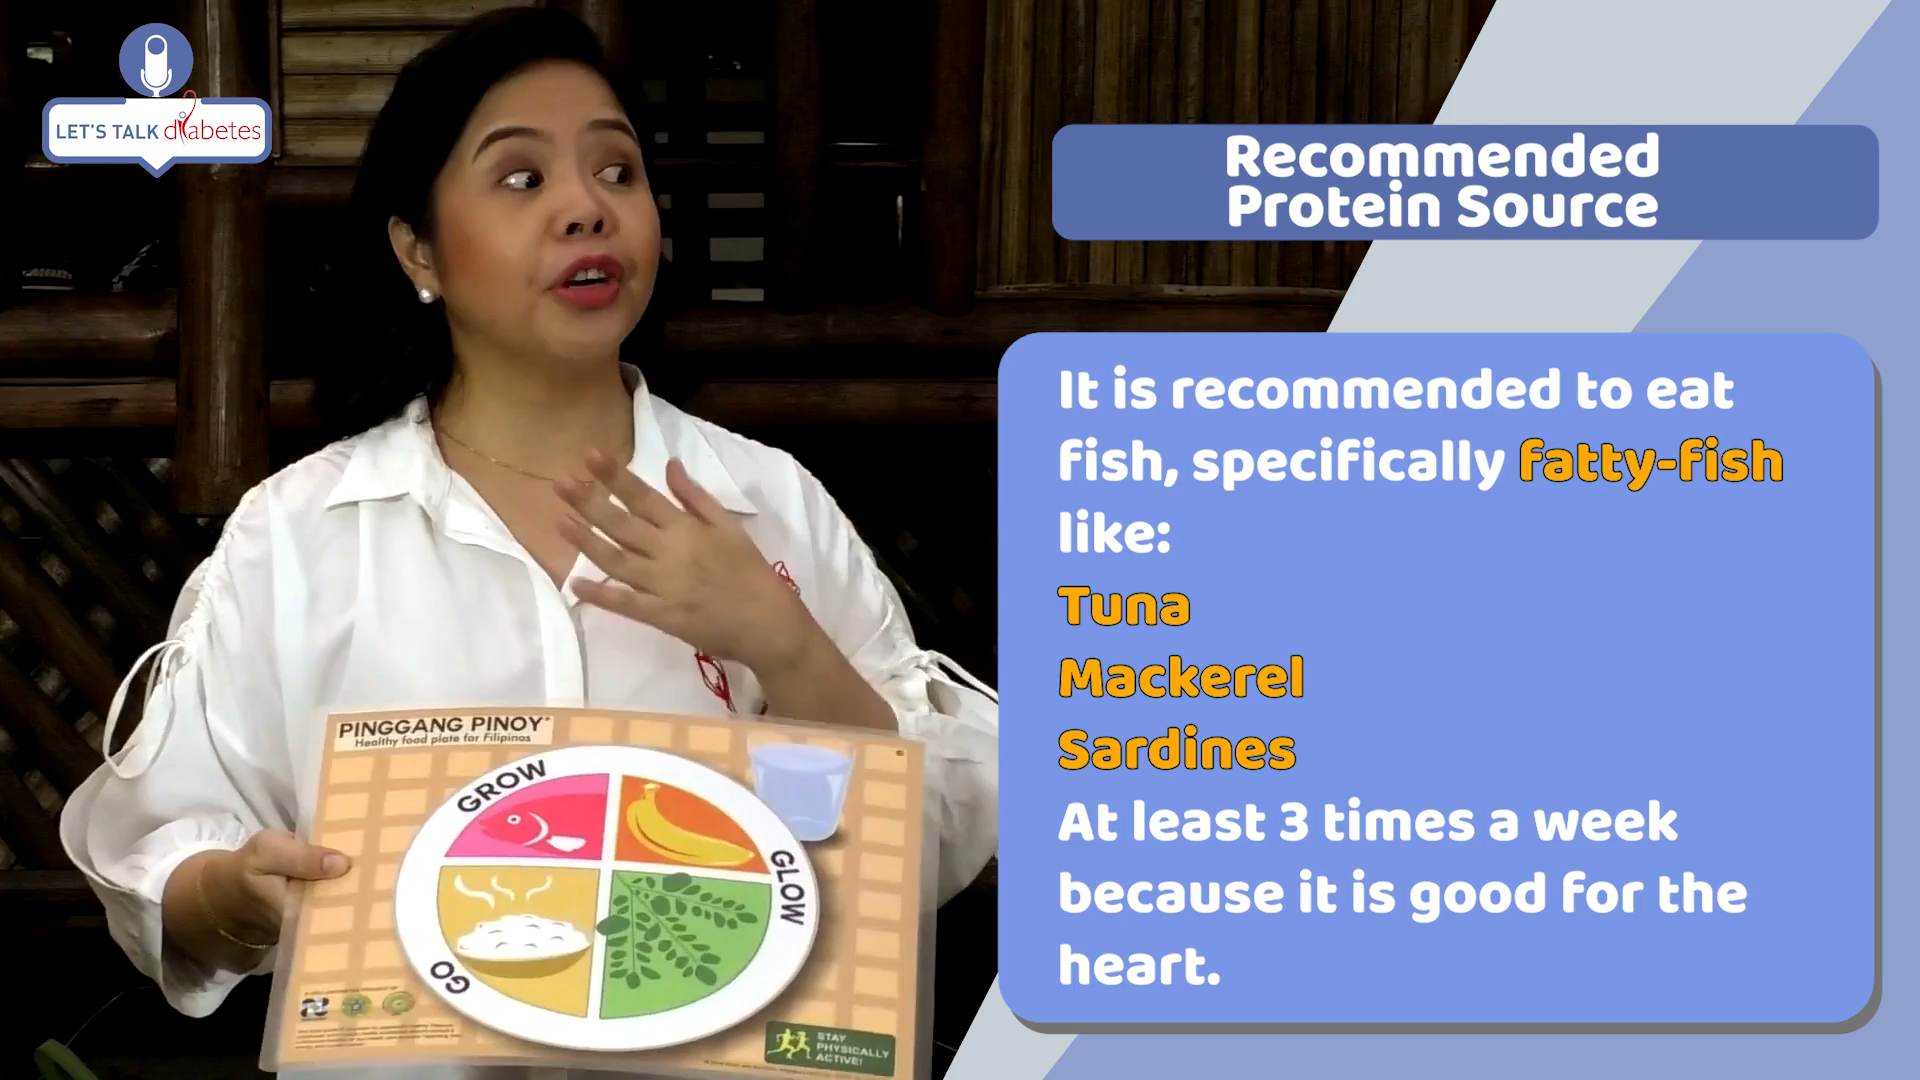 LET'S TALK diabetes
Recommended
Protein Source
It is recommended to eat
fish, specifically fatty-fish
like:
Tuna
Mackerel
Sardines
At least 3 times a week
because it is good for the
heart.
PINGGANG PINOY
Healthy food plate for Filipinos
GROW
GLOW
GO
STAY
PHYSICALLY
ACTIVE!